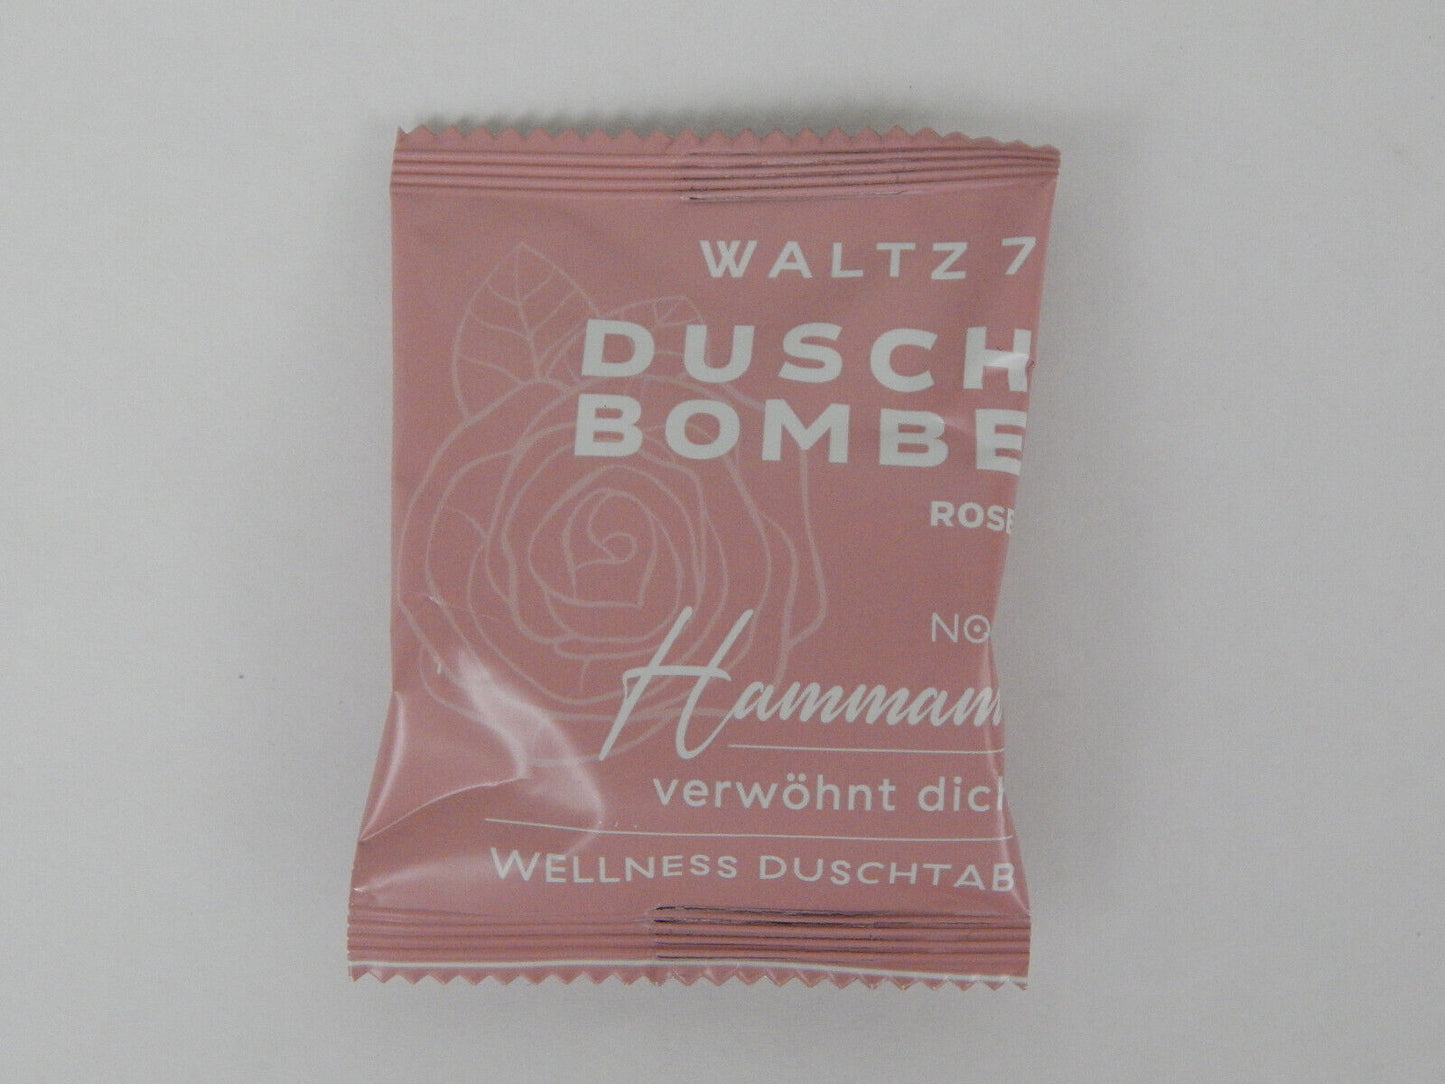 WALTZ 7
DUSCH
BOMBE
ROSE
NO
Hammam
verwöhnt dich
WELLNESS DUSCHTAB